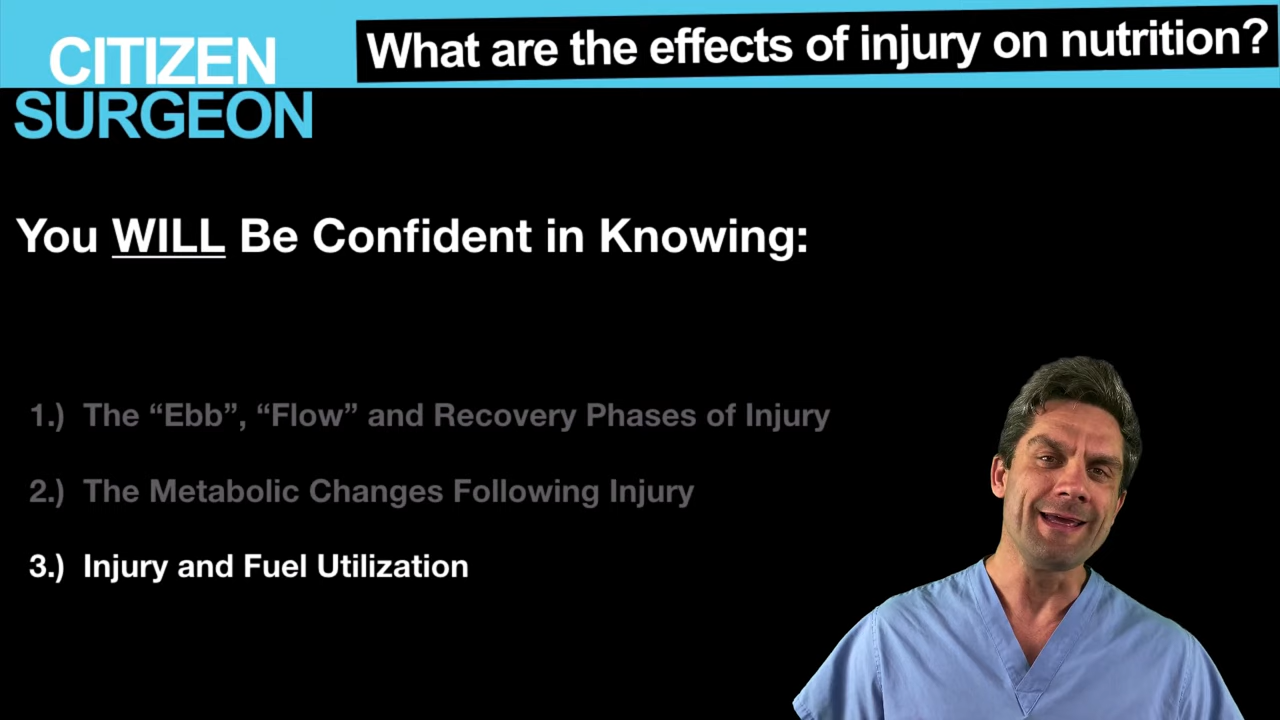 CITIZEN
SURGEON
What are the effects of injury on nutrition?
You WILL Be Confident in Knowing:
1.) The “Ebb”, “Flow” and Recovery Phases of Injury
2.) The Metabolic Changes Following Injury
3.) Injury and Fuel Utilization